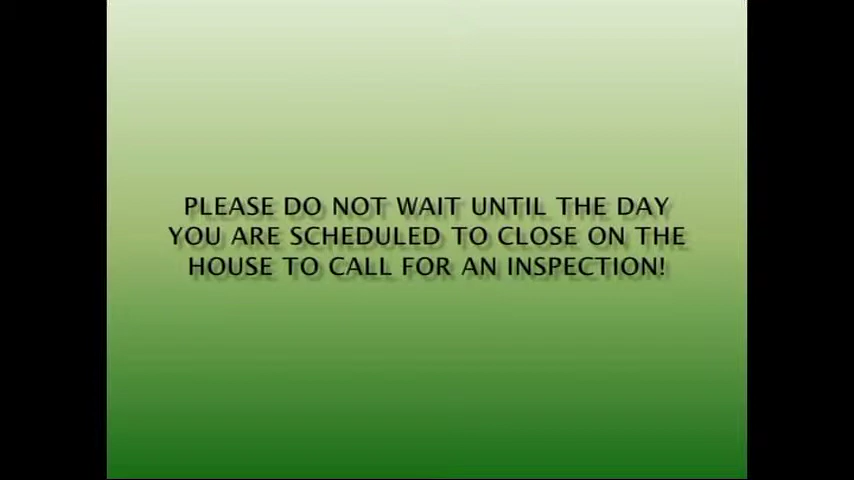 PLEASE DO NOT WAIT UNTIL THE DAY
YOU ARE SCHEDULED TO CLOSE ON THE
HOUSE TO CALL FOR AN INSPECTION!